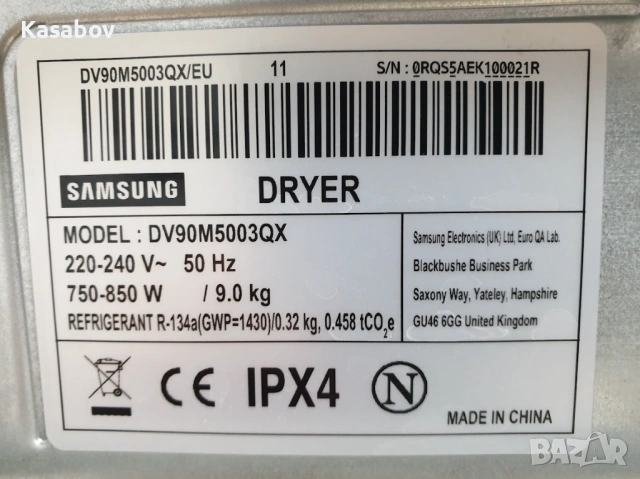 Kasabov
DV90M5003QX/EU 11 S/N : 0RQS5AEK100021R
SAMSUNG DRYER
MODEL : DV90M5003QX
220-240 V~ 50 Hz
750-850 W / 9.0 kg
REFRIGERANT R-134a(GWP=1430)/0.32 kg, 0.458 tCO2e
Samsung Electronics (UK) Ltd, Euro QA Lab.
Blackbushe Business Park
Saxony Way, Yateley, Hampshire
GU46 6GG United Kingdom
CE IPX4 N
MADE IN CHINA
BAZAR